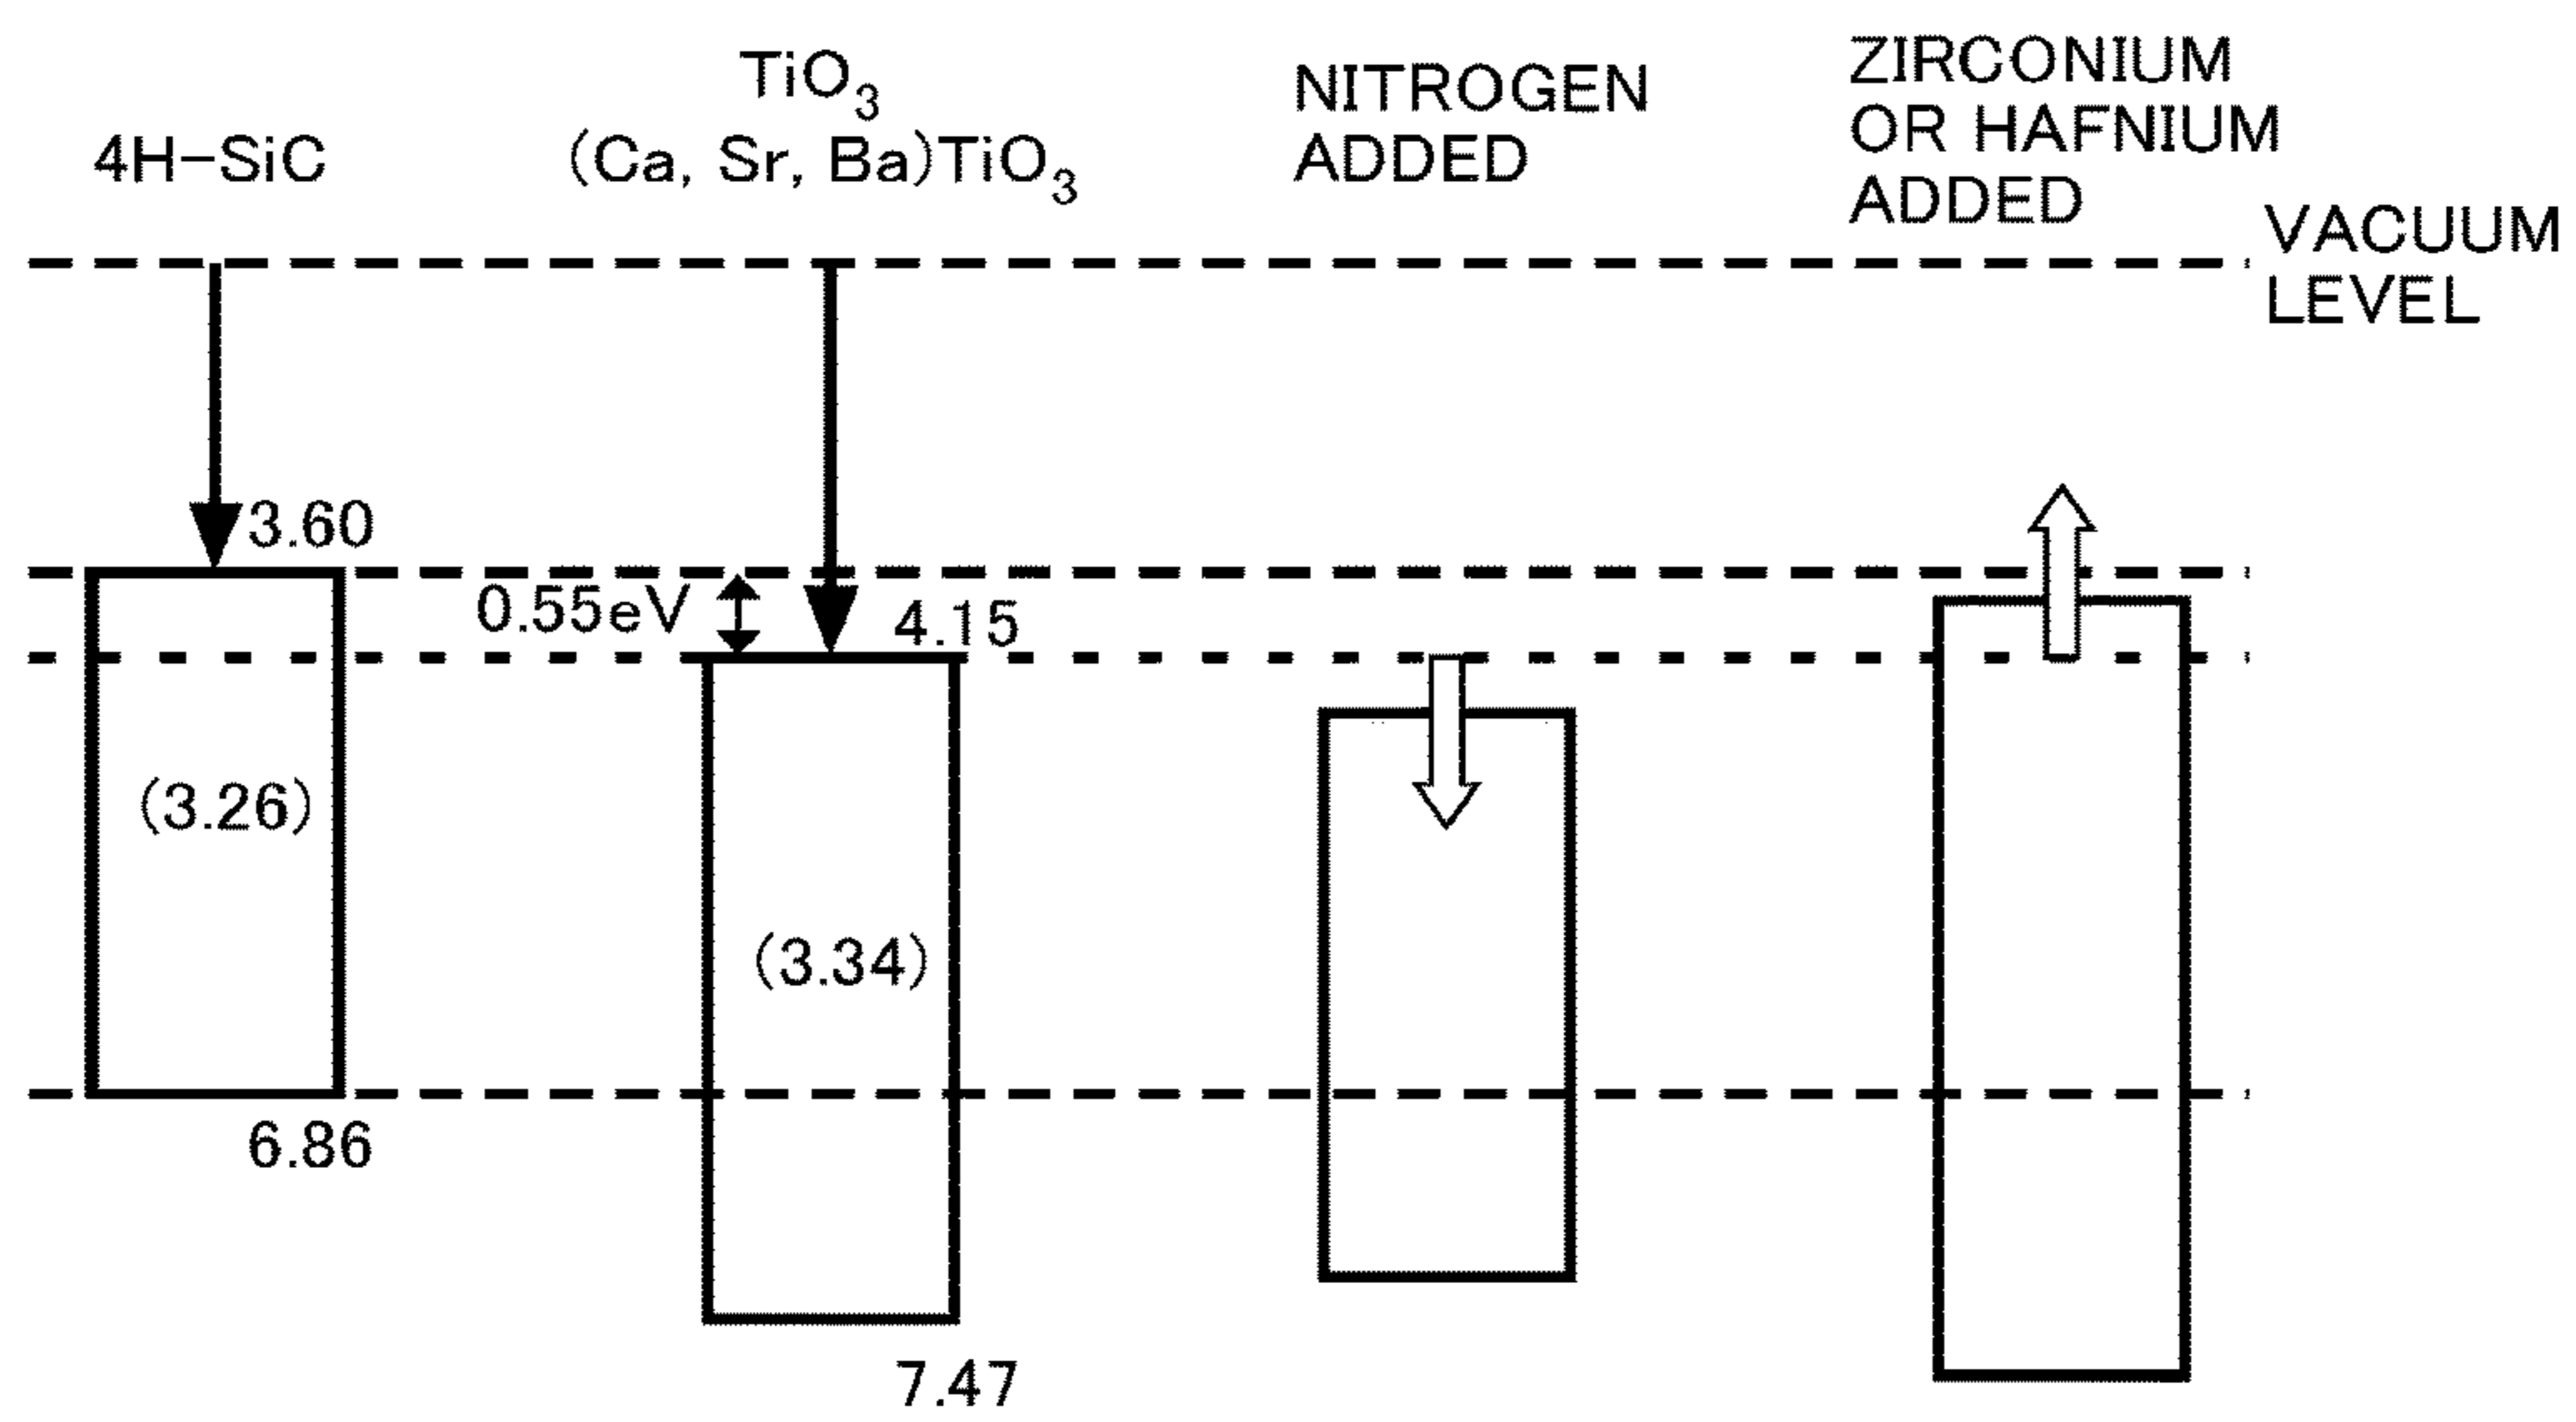 4H-SiC
TiO3
(Ca, Sr, Ba)TiO3
NITROGEN
ADDED
ZIRCONIUM
OR HAFNIUM
ADDED
VACUUM
LEVEL
3.60
0.55eV
4.15
(3.26)
(3.34)
6.86
7.47